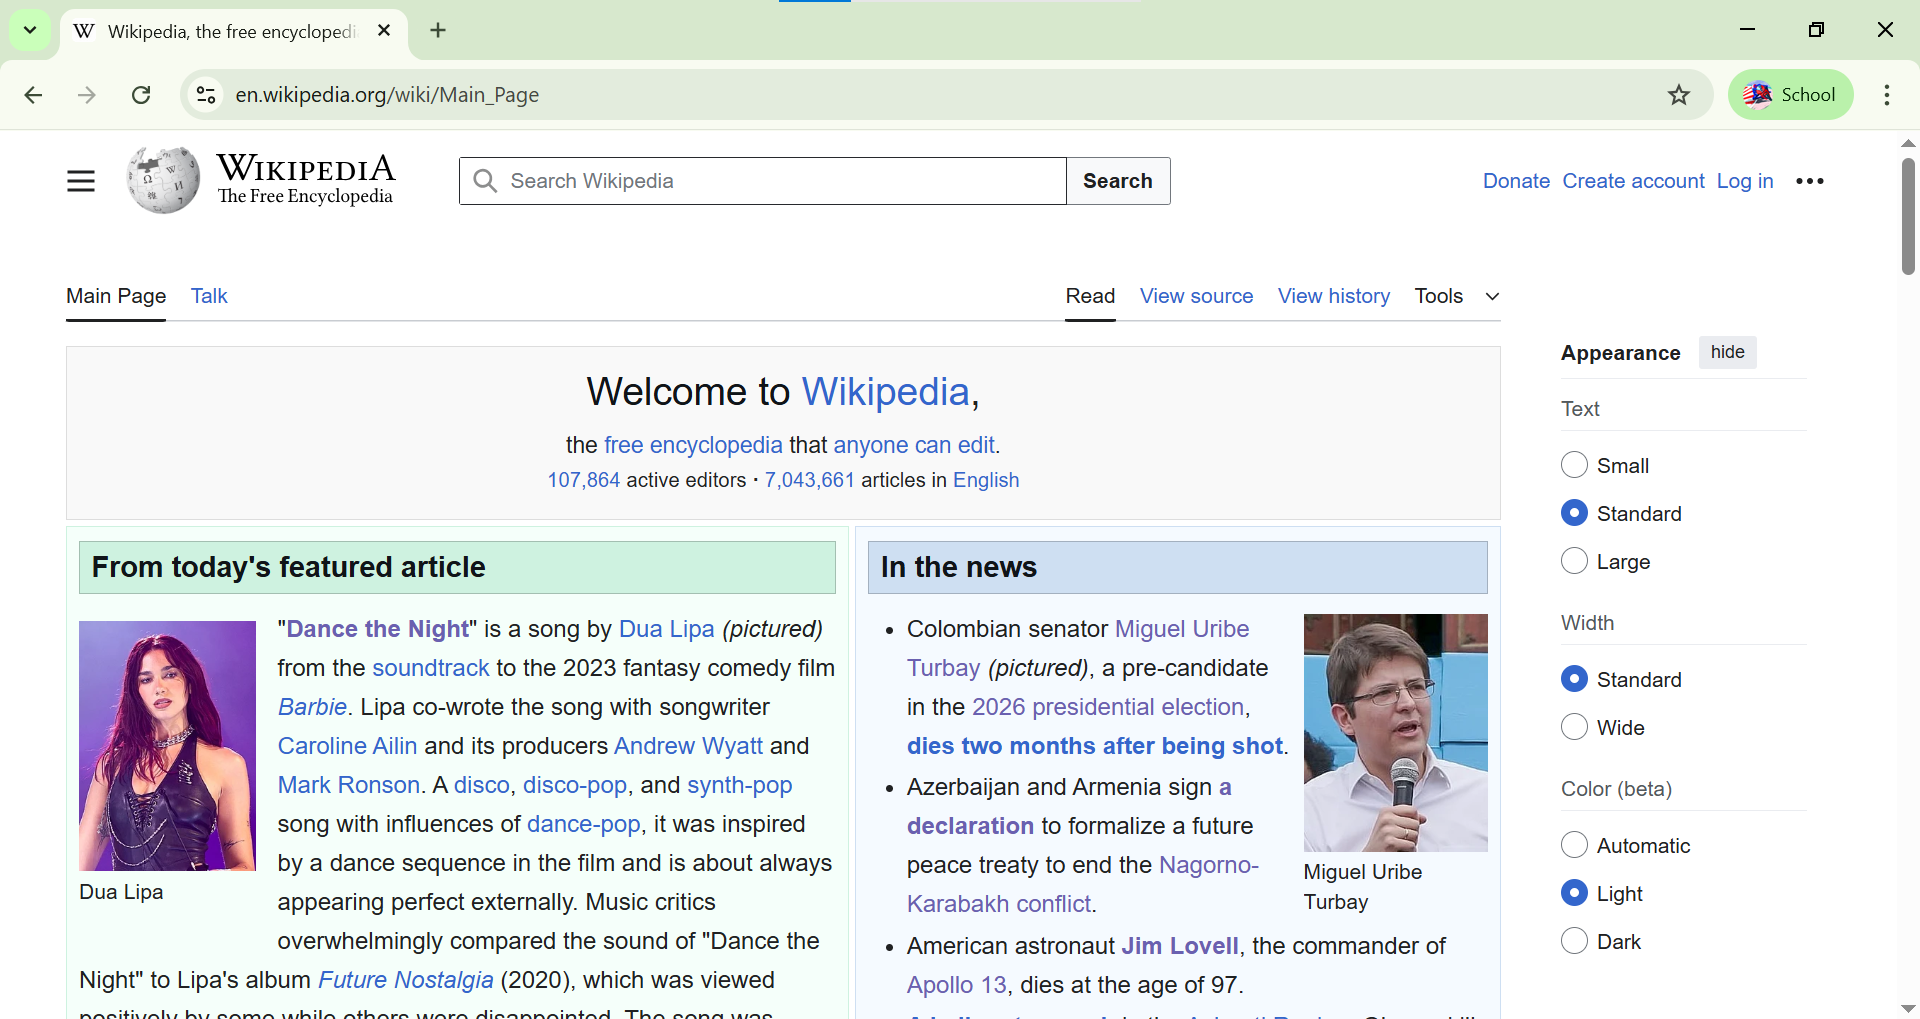 Wikipedia, the free encyclopedi
en.wikipedia.org/wiki/Main_Page
School
WIKIPEDIA
The Free Encyclopedia
Search Wikipedia
Search
Donate Create account Log in
Main Page Talk
Read View source View history Tools
Welcome to Wikipedia,
the free encyclopedia that anyone can edit.
107,864 active editors · 7,043,661 articles in English
From today's featured article
"Dance the Night" is a song by Dua Lipa (pictured)
from the soundtrack to the 2023 fantasy comedy film
Barbie. Lipa co-wrote the song with songwriter
Caroline Ailin and its producers Andrew Wyatt and
Mark Ronson. A disco, disco-pop, and synth-pop
song with influences of dance-pop, it was inspired
by a dance sequence in the film and is about always
appearing perfect externally. Music critics
overwhelmingly compared the sound of "Dance the
Night" to Lipa's album Future Nostalgia (2020), which was viewed
positively by some while others were disappointed. The song was
Dua Lipa
In the news
• Colombian senator Miguel Uribe
Turbay (pictured), a pre-candidate
in the 2026 presidential election,
dies two months after being shot.
• Azerbaijan and Armenia sign a
declaration to formalize a future
peace treaty to end the Nagorno-
Karabakh conflict.
• American astronaut Jim Lovell, the commander of
Apollo 13, dies at the age of 97.
Miguel Uribe
Turbay
Appearance hide
Text
Small
Standard
Large
Width
Standard
Wide
Color (beta)
Automatic
Light
Dark